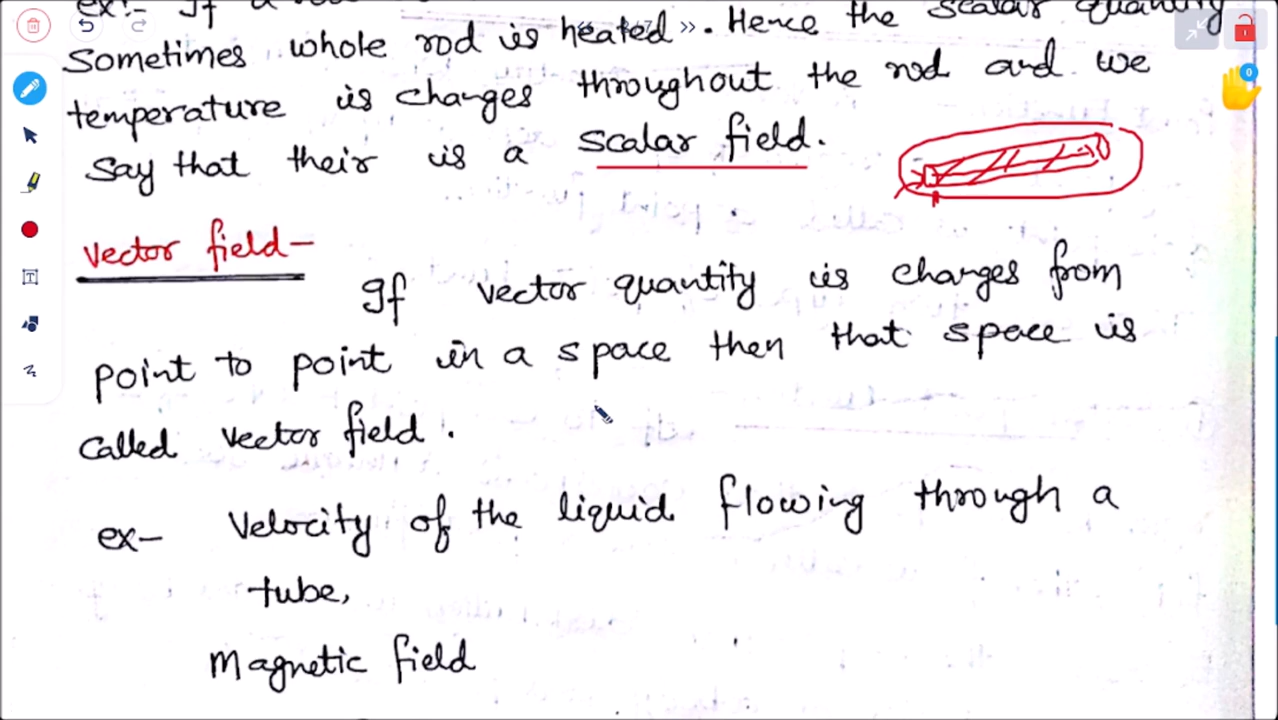 ex:- If a
Sometimes whole rod is heated ». Hence the scalar quantity
temperature is changes throughout the rod and we
say that their is a scalar field.
Vector field-
If vector quantity is changes from
point to point in a space then that space is
called vector field.
ex- Velocity of the liquid flowing through a
tube,
Magnetic field